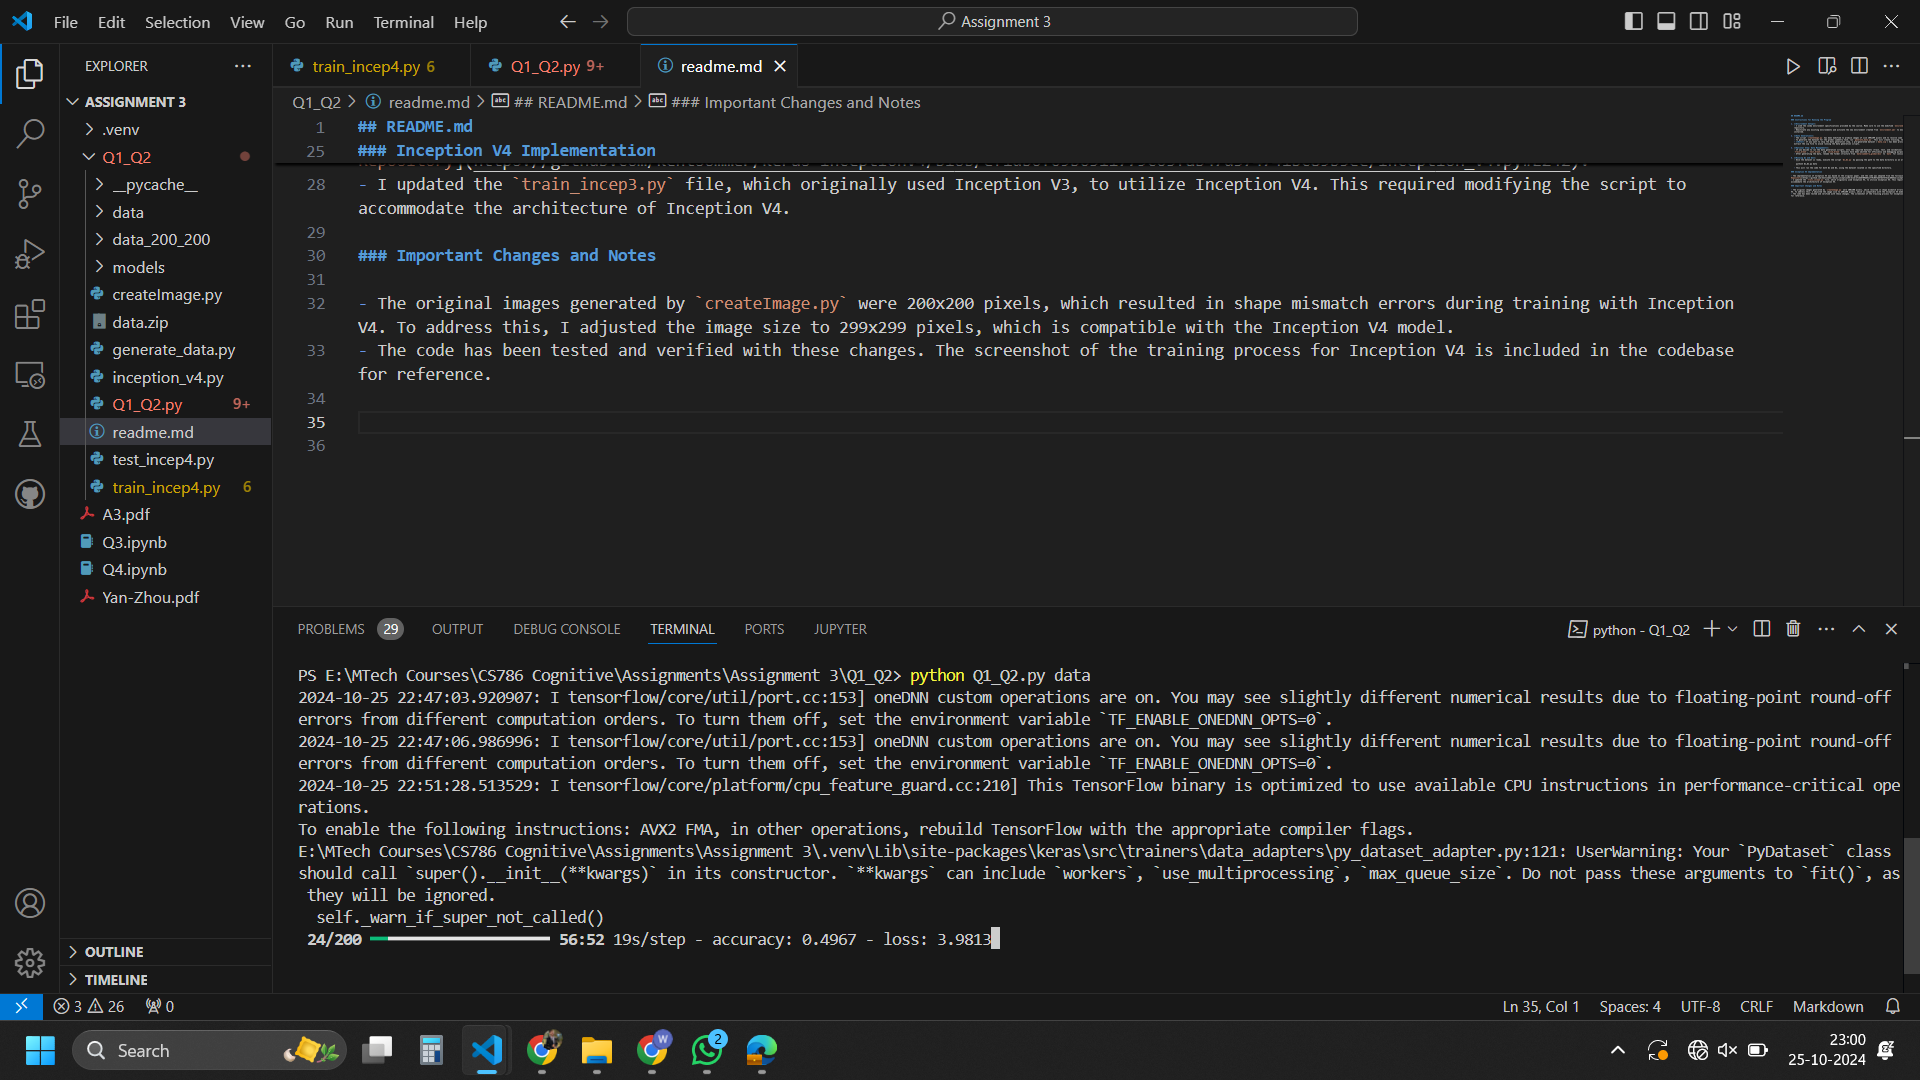 File Edit Selection View Go Run Terminal Help
Assignment 3
EXPLORER
ASSIGNMENT 3
.venv
Q1_Q2
__pycache__
data
data_200_200
models
createImage.py
data.zip
generate_data.py
inception_v4.py
Q1_Q2.py 9+
readme.md
test_incep4.py
train_incep4.py 6
A3.pdf
Q3.ipynb
Q4.ipynb
Yan-Zhou.pdf
OUTLINE
TIMELINE
train_incep4.py 6
Q1_Q2.py 9+
readme.md
Q1_Q2 > readme.md > ## README.md > ### Important Changes and Notes
1 ## README.md
25 ### Inception V4 Implementation
28 - I updated the `train_incep3.py` file, which originally used Inception V3, to utilize Inception V4. This required modifying the script to
accommodate the architecture of Inception V4.
29
30 ### Important Changes and Notes
31
32 - The original images generated by `createImage.py` were 200x200 pixels, which resulted in shape mismatch errors during training with Inception
V4. To address this, I adjusted the image size to 299x299 pixels, which is compatible with the Inception V4 model.
33 - The code has been tested and verified with these changes. The screenshot of the training process for Inception V4 is included in the codebase
for reference.
34
35
36
PROBLEMS 29 OUTPUT DEBUG CONSOLE TERMINAL PORTS JUPYTER
python - Q1_Q2
PS E:\MTech Courses\CS786 Cognitive\Assignments\Assignment 3\Q1_Q2> python Q1_Q2.py data
2024-10-25 22:47:03.920907: I tensorflow/core/util/port.cc:153] oneDNN custom operations are on. You may see slightly different numerical results due to floating-point round-off
errors from different computation orders. To turn them off, set the environment variable `TF_ENABLE_ONEDNN_OPTS=0`.
2024-10-25 22:47:06.986996: I tensorflow/core/util/port.cc:153] oneDNN custom operations are on. You may see slightly different numerical results due to floating-point round-off
errors from different computation orders. To turn them off, set the environment variable `TF_ENABLE_ONEDNN_OPTS=0`.
2024-10-25 22:51:28.513529: I tensorflow/core/platform/cpu_feature_guard.cc:210] This TensorFlow binary is optimized to use available CPU instructions in performance-critical ope
rations.
To enable the following instructions: AVX2 FMA, in other operations, rebuild TensorFlow with the appropriate compiler flags.
E:\MTech Courses\CS786 Cognitive\Assignments\Assignment 3\.venv\Lib\site-packages\keras\src\trainers\data_adapters\py_dataset_adapter.py:121: UserWarning: Your `PyDataset` class
should call `super().__init__(**kwargs)` in its constructor. `**kwargs` can include `workers`, `use_multiprocessing`, `max_queue_size`. Do not pass these arguments to `fit()`, as
they will be ignored.
self._warn_if_super_not_called()
24/200 56:52 19s/step - accuracy: 0.4967 - loss: 3.9813
3 26 0
Ln 35, Col 1 Spaces: 4 UTF-8 CRLF Markdown
Search
W
2
23:00
25-10-2024